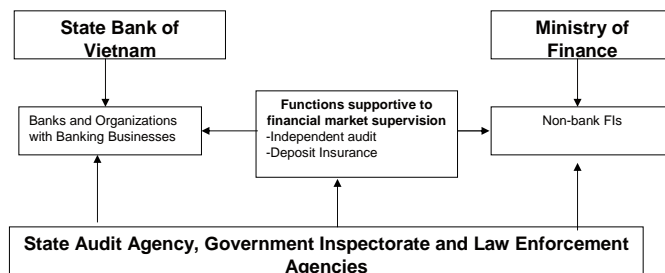 State Bank of
Vietnam
Ministry of
Finance
Banks and Organizations
with Banking Businesses
Functions supportive to
financial market supervision
-Independent audit
-Deposit Insurance
Non-bank FIs
State Audit Agency, Government Inspectorate and Law Enforcement
Agencies